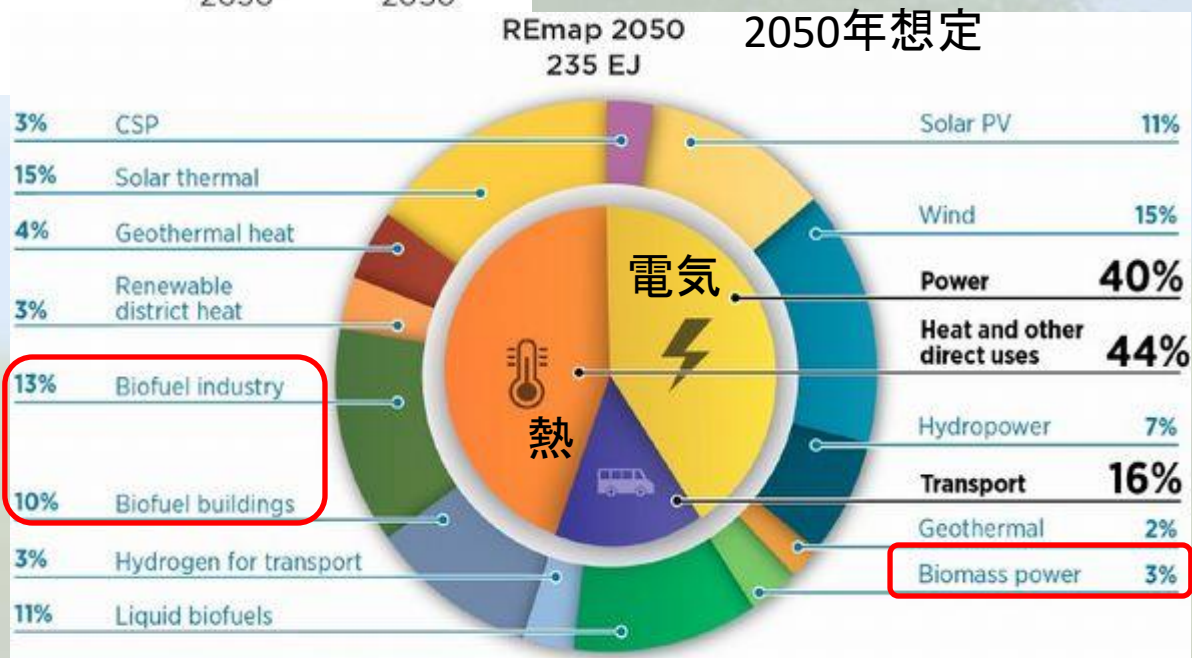 2050 2050
REmap 2050
235 EJ
2050年想定
3% CSP
15% Solar thermal
4% Geothermal heat
3% Renewable
district heat
13% Biofuel industry
10% Biofuel buildings
3% Hydrogen for transport
11% Liquid biofuels
電気
熱
Solar PV 11%
Wind 15%
Power 40%
Heat and other
direct uses 44%
Hydropower 7%
Transport 16%
Geothermal 2%
Biomass power 3%